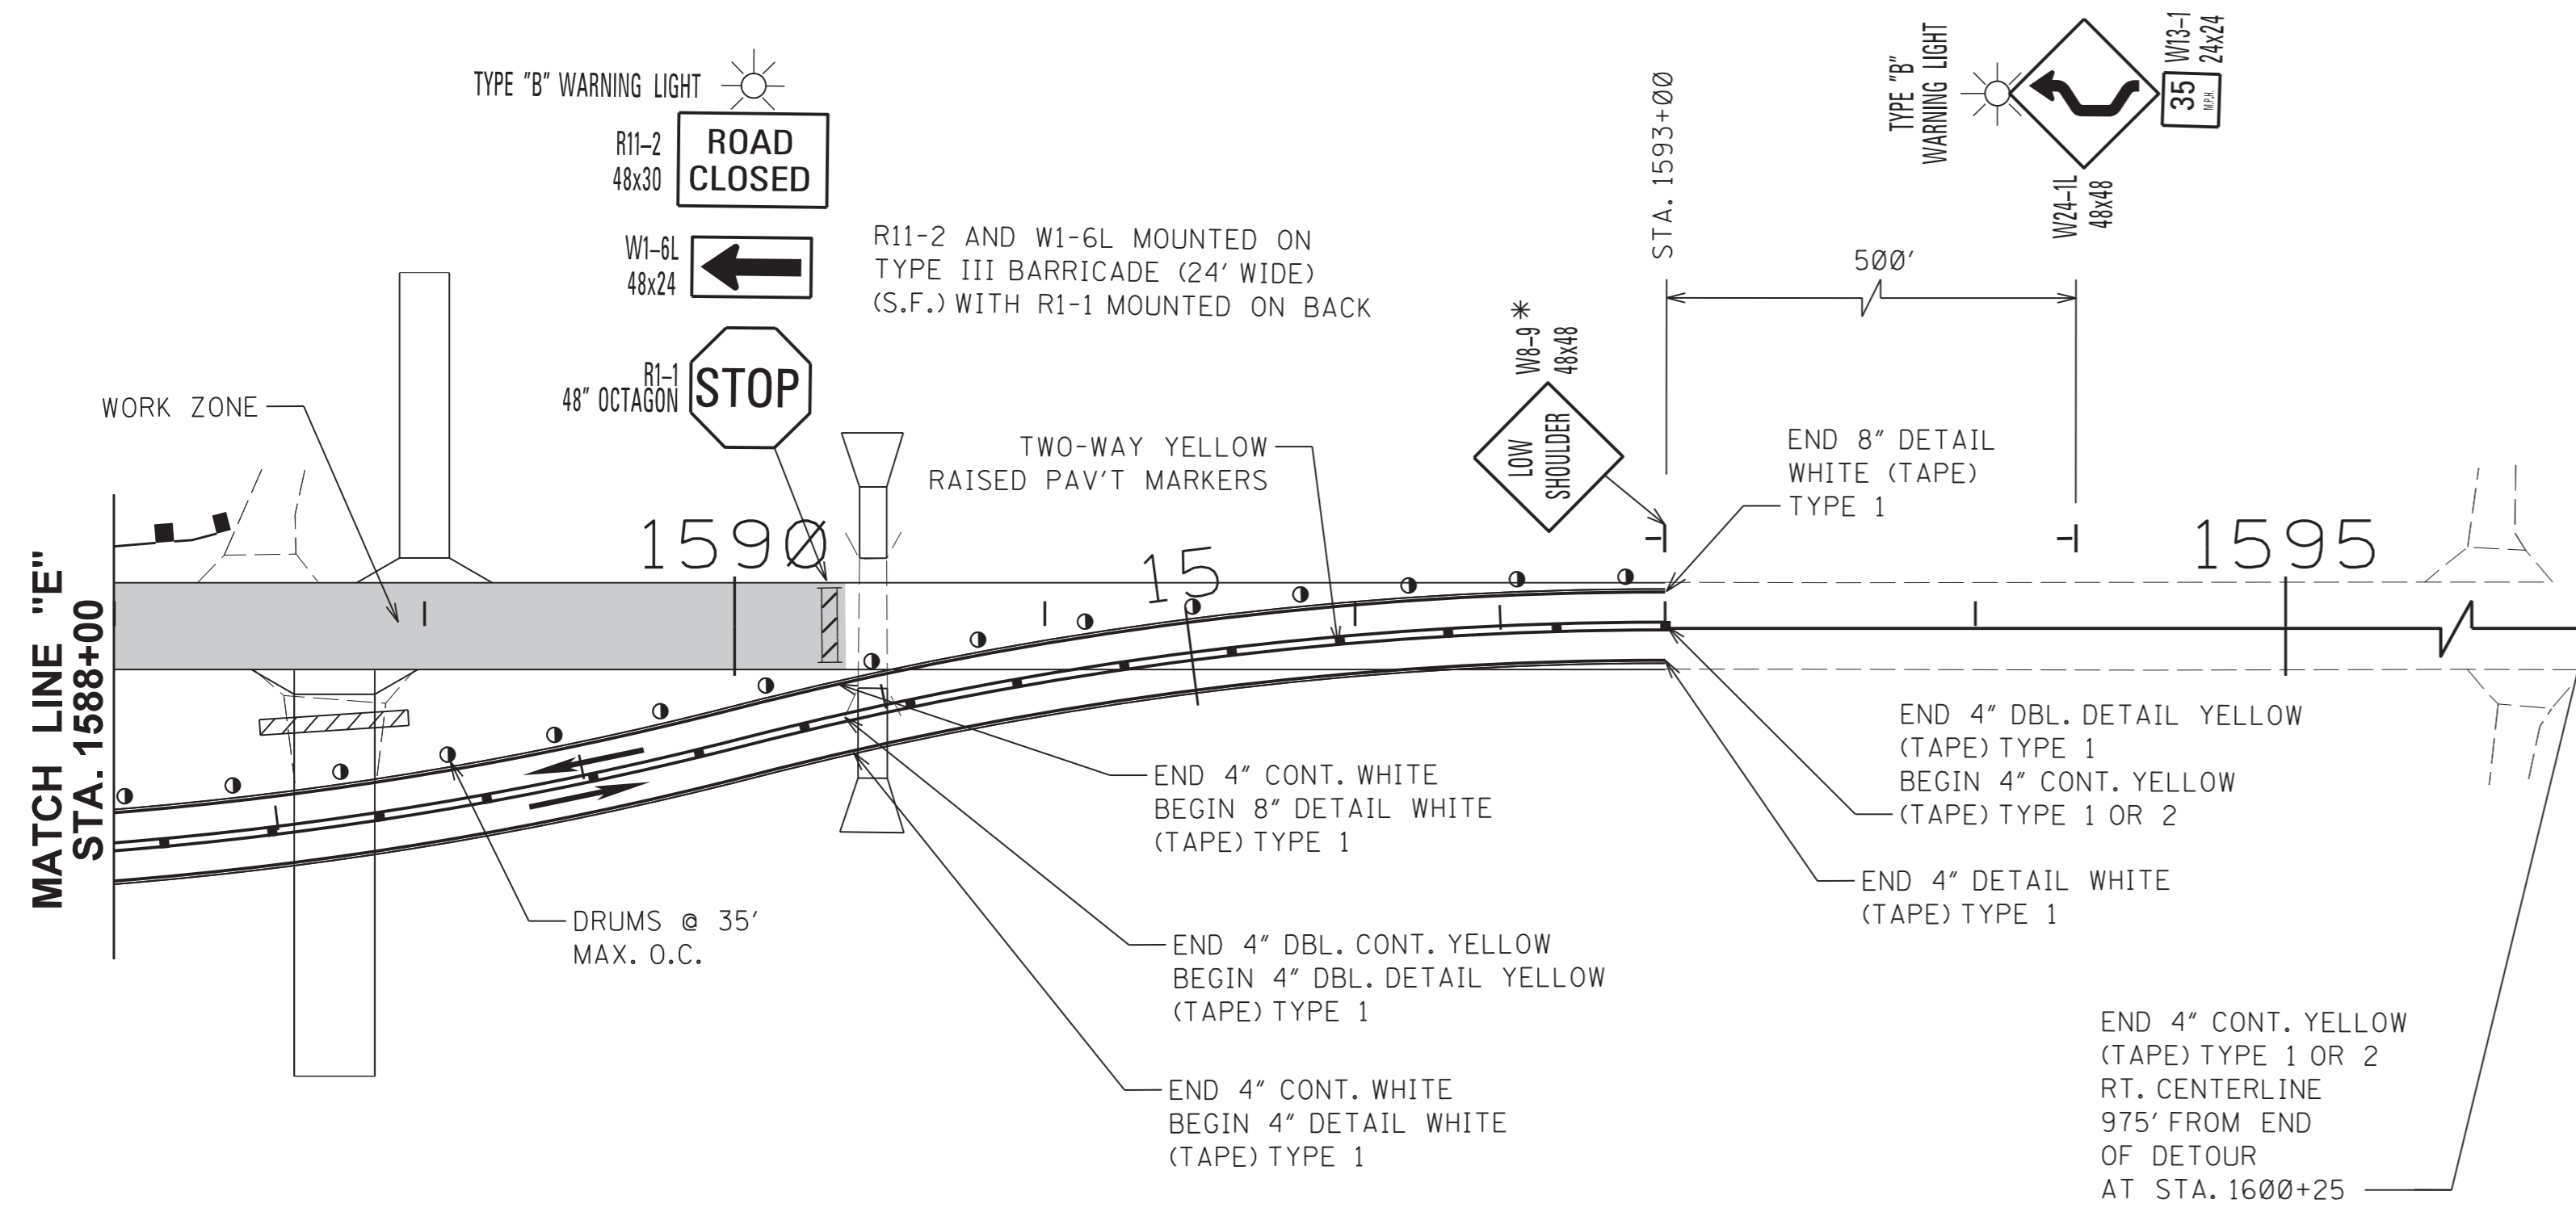 TYPE "B" WARNING LIGHT
R11-2
48x30
ROAD
CLOSED
W1-6L
48x24
R11-2 AND W1-6L MOUNTED ON
TYPE III BARRICADE (24' WIDE)
(S.F.) WITH R1-1 MOUNTED ON BACK
R1-1
48" OCTAGON
STOP
WORK ZONE
TWO-WAY YELLOW
RAISED PAV'T MARKERS
W8-9 *
48x48
LOW
SHOULDER
STA. 1593+00
500'
TYPE "B"
WARNING LIGHT
W24-1L
48x48
35
M.P.H.
W13-1
24x24
END 8" DETAIL
WHITE (TAPE)
TYPE 1
1590
15
1595
MATCH LINE "E"
STA. 1588+00
END 4" CONT. WHITE
BEGIN 8" DETAIL WHITE
(TAPE) TYPE 1
END 4" DBL. DETAIL YELLOW
(TAPE) TYPE 1
BEGIN 4" CONT. YELLOW
(TAPE) TYPE 1 OR 2
END 4" DETAIL WHITE
(TAPE) TYPE 1
DRUMS @ 35'
MAX. O.C.
END 4" DBL. CONT. YELLOW
BEGIN 4" DBL. DETAIL YELLOW
(TAPE) TYPE 1
END 4" CONT. WHITE
BEGIN 4" DETAIL WHITE
(TAPE) TYPE 1
END 4" CONT. YELLOW
(TAPE) TYPE 1 OR 2
RT. CENTERLINE
975' FROM END
OF DETOUR
AT STA. 1600+25